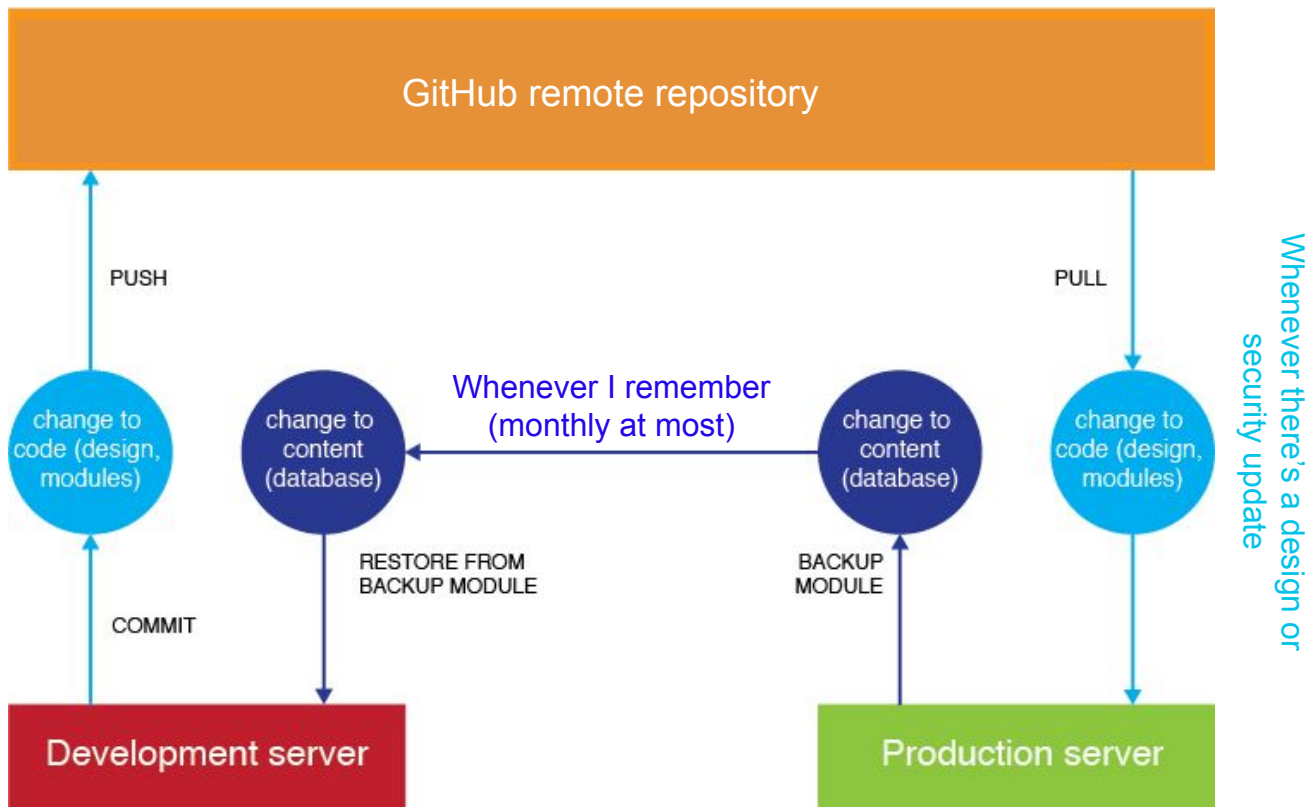 GitHub remote repository
PUSH
PULL
Whenever there's a design or
security update
change to
code (design,
modules)
change to
content
(database)
Whenever I remember
(monthly at most)
change to
content
(database)
change to
code (design,
modules)
RESTORE FROM
BACKUP MODULE
BACKUP
MODULE
COMMIT
Development server
Production server